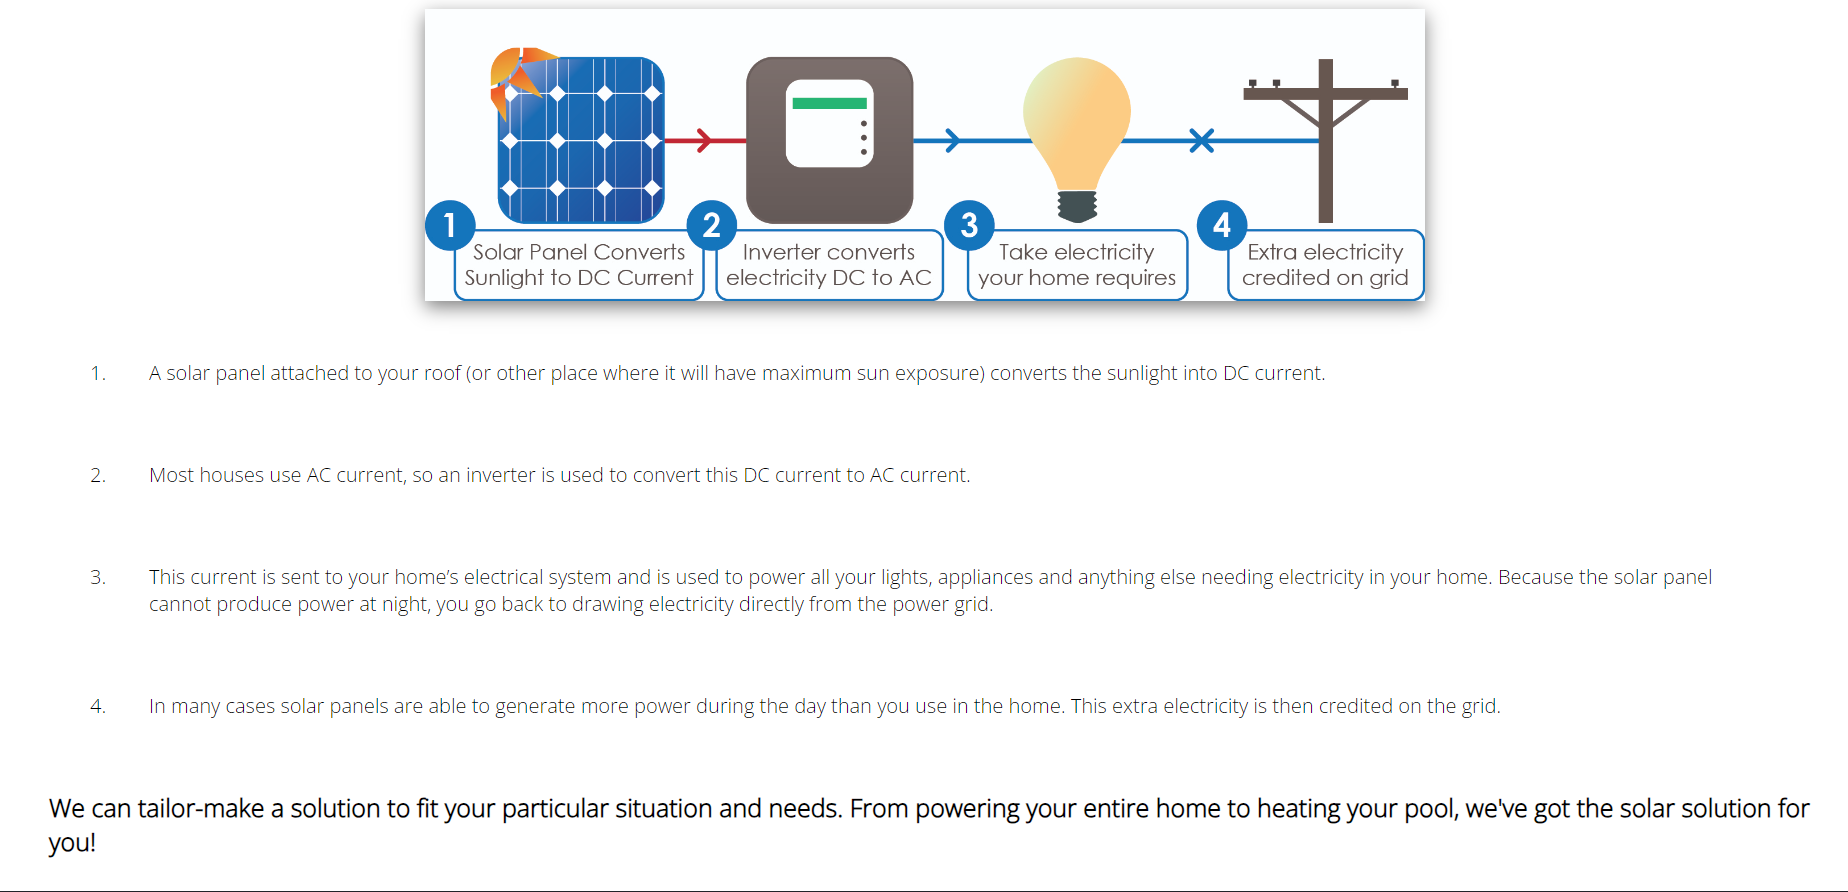 1
Solar Panel Converts
Sunlight to DC Current
2
Inverter converts
electricity DC to AC
3
Take electricity
your home requires
4
Extra electricity
credited on grid
1. A solar panel attached to your roof (or other place where it will have maximum sun exposure) converts the sunlight into DC current.
2. Most houses use AC current, so an inverter is used to convert this DC current to AC current.
3. This current is sent to your home’s electrical system and is used to power all your lights, appliances and anything else needing electricity in your home. Because the solar panel
cannot produce power at night, you go back to drawing electricity directly from the power grid.
4. In many cases solar panels are able to generate more power during the day than you use in the home. This extra electricity is then credited on the grid.
We can tailor-make a solution to fit your particular situation and needs. From powering your entire home to heating your pool, we've got the solar solution for
you!